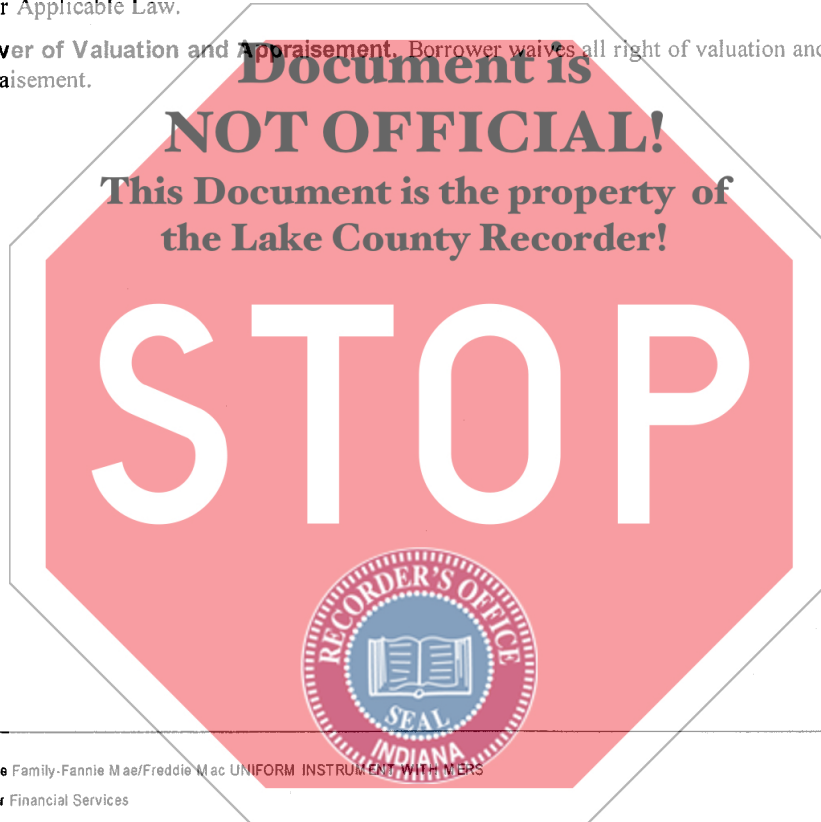 r Applicable Law.
ver of Valuation and Appraisement. Borrower waives all right of valuation and
aisement.
Document is
NOT OFFICIAL!
This Document is the property of
the Lake County Recorder!
STOP
RECORDER'S OFFICE
SEAL
INDIANA
e Family-Fannie Mae/Freddie Mac UNIFORM INSTRUMENT WITH MERS
r Financial Services